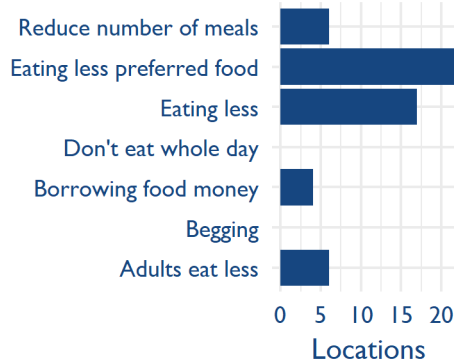 Reduce number of meals
Eating less preferred food
Eating less
Don't eat whole day
Borrowing food money
Begging
Adults eat less
0 5 10 15 20
Locations